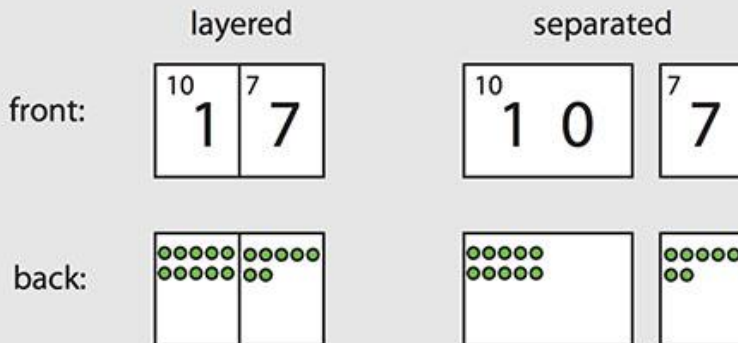 layered separated
front:
10 7 10 7
1 7 1 0 7
back: